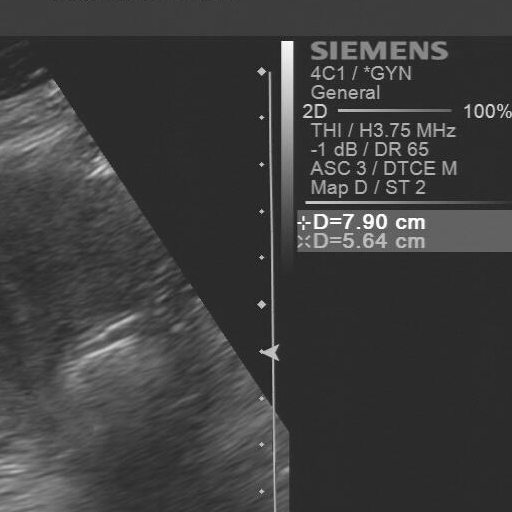 SIEMENS
4C1 / *GYN
General
2D 100%
THI / H3.75 MHz
-1 dB / DR 65
ASC 3 / DTCE M
Map D / ST 2
D=7.90 cm
D=5.64 cm